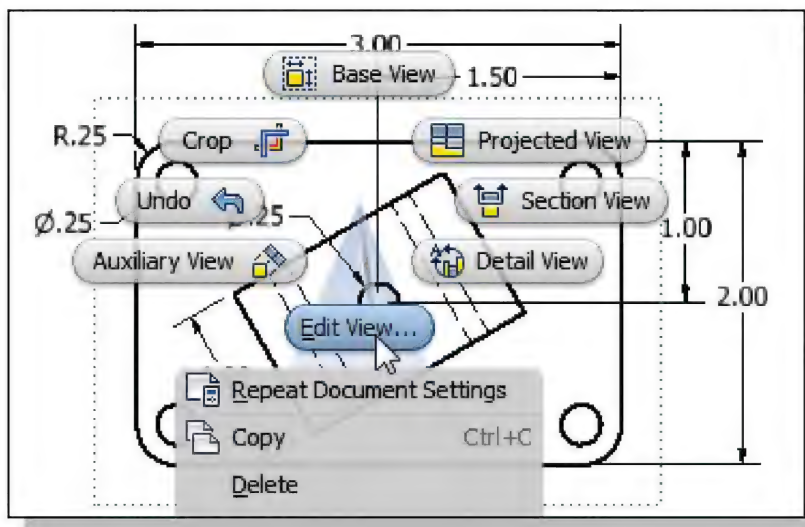 3.00
Base View
1.50
R.25
Crop
Projected View
Undo
Section View
Ø.25
.25
1.00
Auxiliary View
Detail View
2.00
Edit View...
Repeat Document Settings
Copy Ctrl+C
Delete